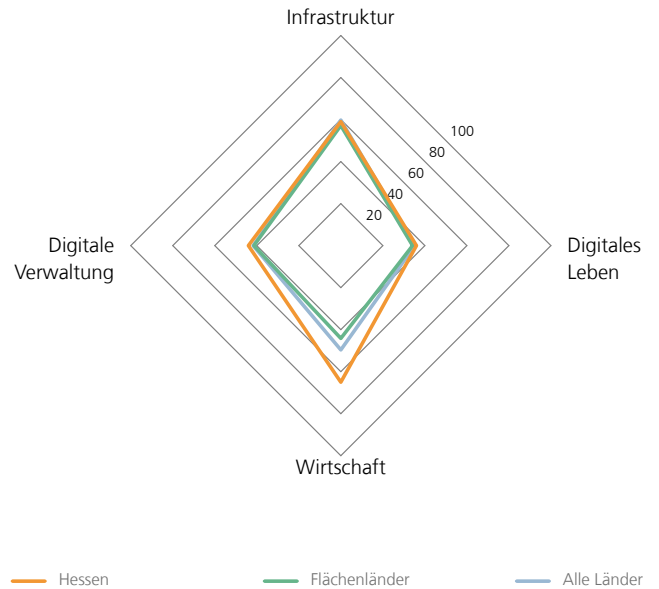 Infrastruktur
100
80
60
40
20
Digitale
Verwaltung
Digitales
Leben
Wirtschaft
Hessen
Flächenländer
Alle Länder